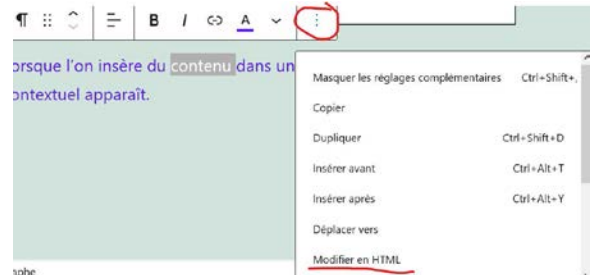 ¶ B I A
orsque l'on insère du contenu dans un
ontextuel apparaît.
Masquer les réglages complémentaires Ctrl+Shift+,
Copier
Dupliquer Ctrl+Shift+D
Insérer avant Ctrl+Alt+T
Insérer après Ctrl+Alt+Y
Déplacer vers
Modifier en HTML
aphe